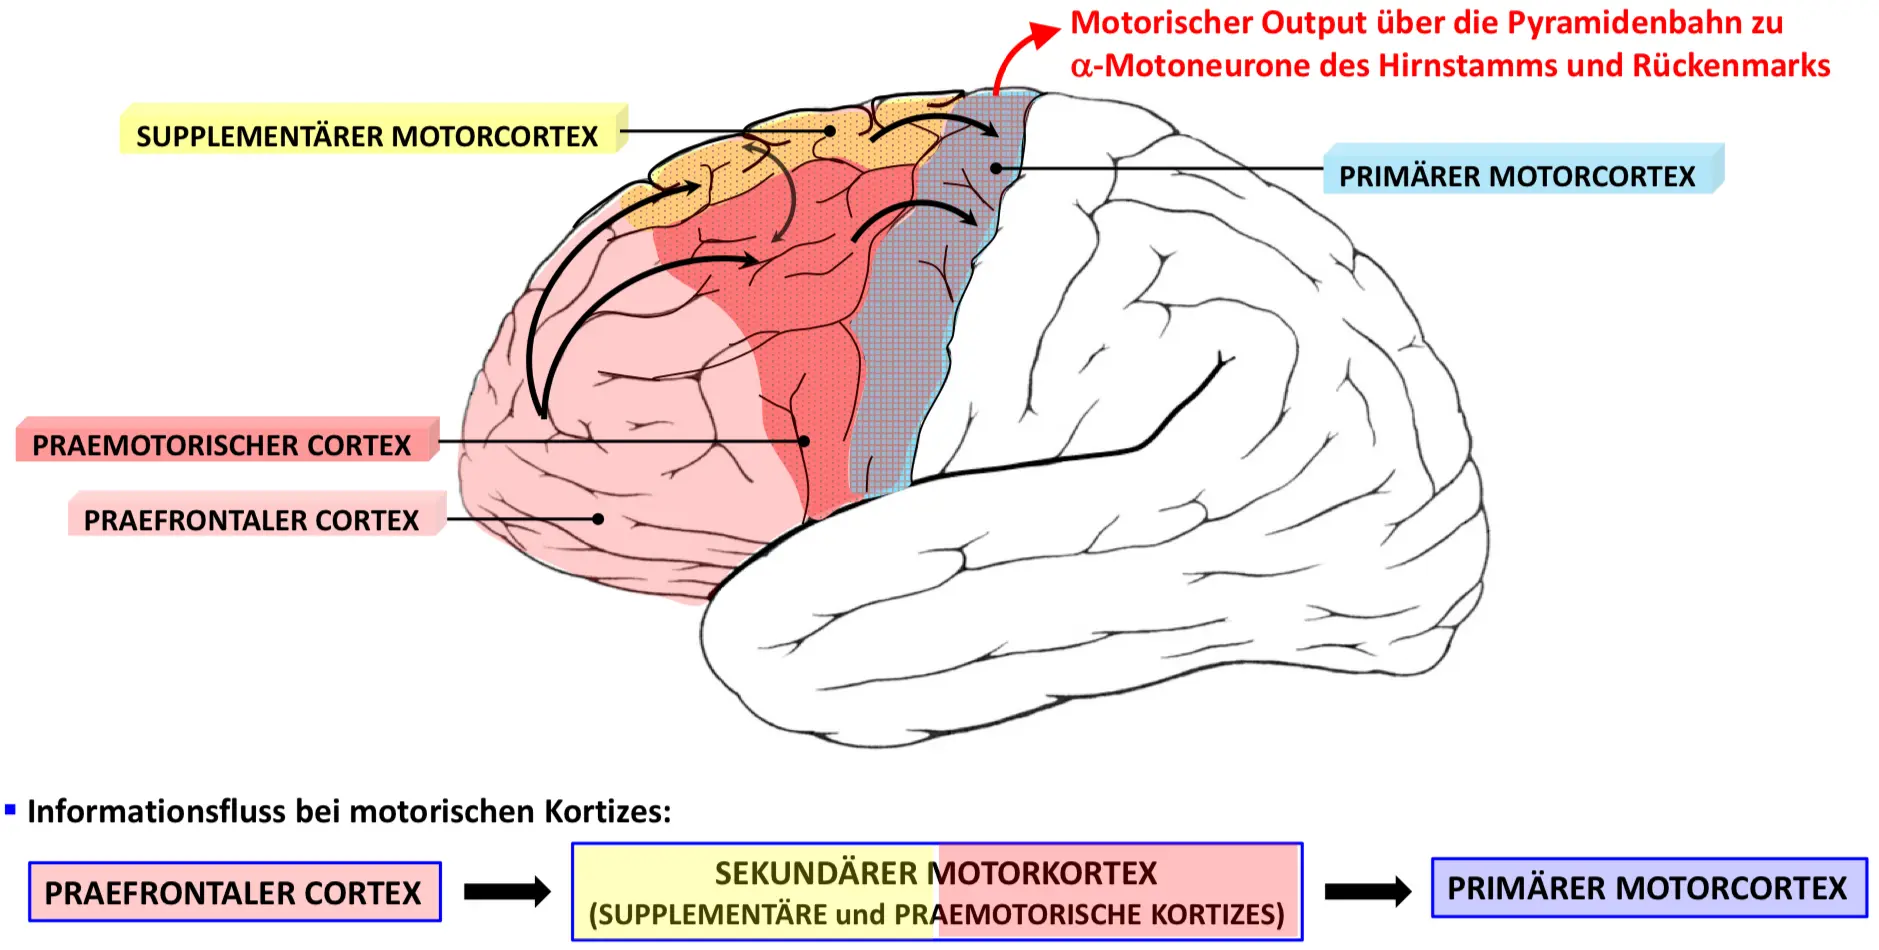 Motorischer Output über die Pyramidenbahn zu
α-Motoneurone des Hirnstamms und Rückenmarks
SUPPLEMENTÄRER MOTORCORTEX
PRIMÄRER MOTORCORTEX
PRAEMOTORISCHER CORTEX
PRAEFRONTALER CORTEX
▪ Informationsfluss bei motorischen Kortizes:
PRAEFRONTALER CORTEX
SEKUNDÄRER MOTORKORTEX
(SUPPLEMENTÄRE und PRAEMOTORISCHE KORTIZES)
PRIMÄRER MOTORCORTEX